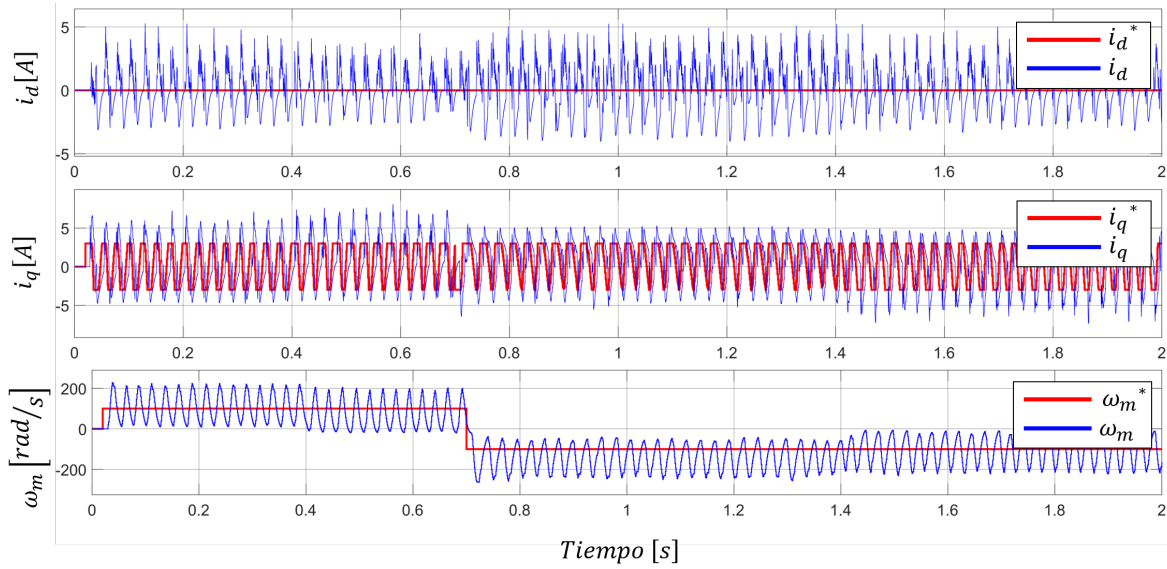 i_d [A]
5
0
-5
i_d^*
i_d
0 0.2 0.4 0.6 0.8 1 1.2 1.4 1.6 1.8 2
i_q [A]
5
0
-5
i_q^*
i_q
0 0.2 0.4 0.6 0.8 1 1.2 1.4 1.6 1.8 2
ω_m [rad/s]
200
0
-200
ω_m^*
ω_m
0 0.2 0.4 0.6 0.8 1 1.2 1.4 1.6 1.8 2
Tiempo [s]